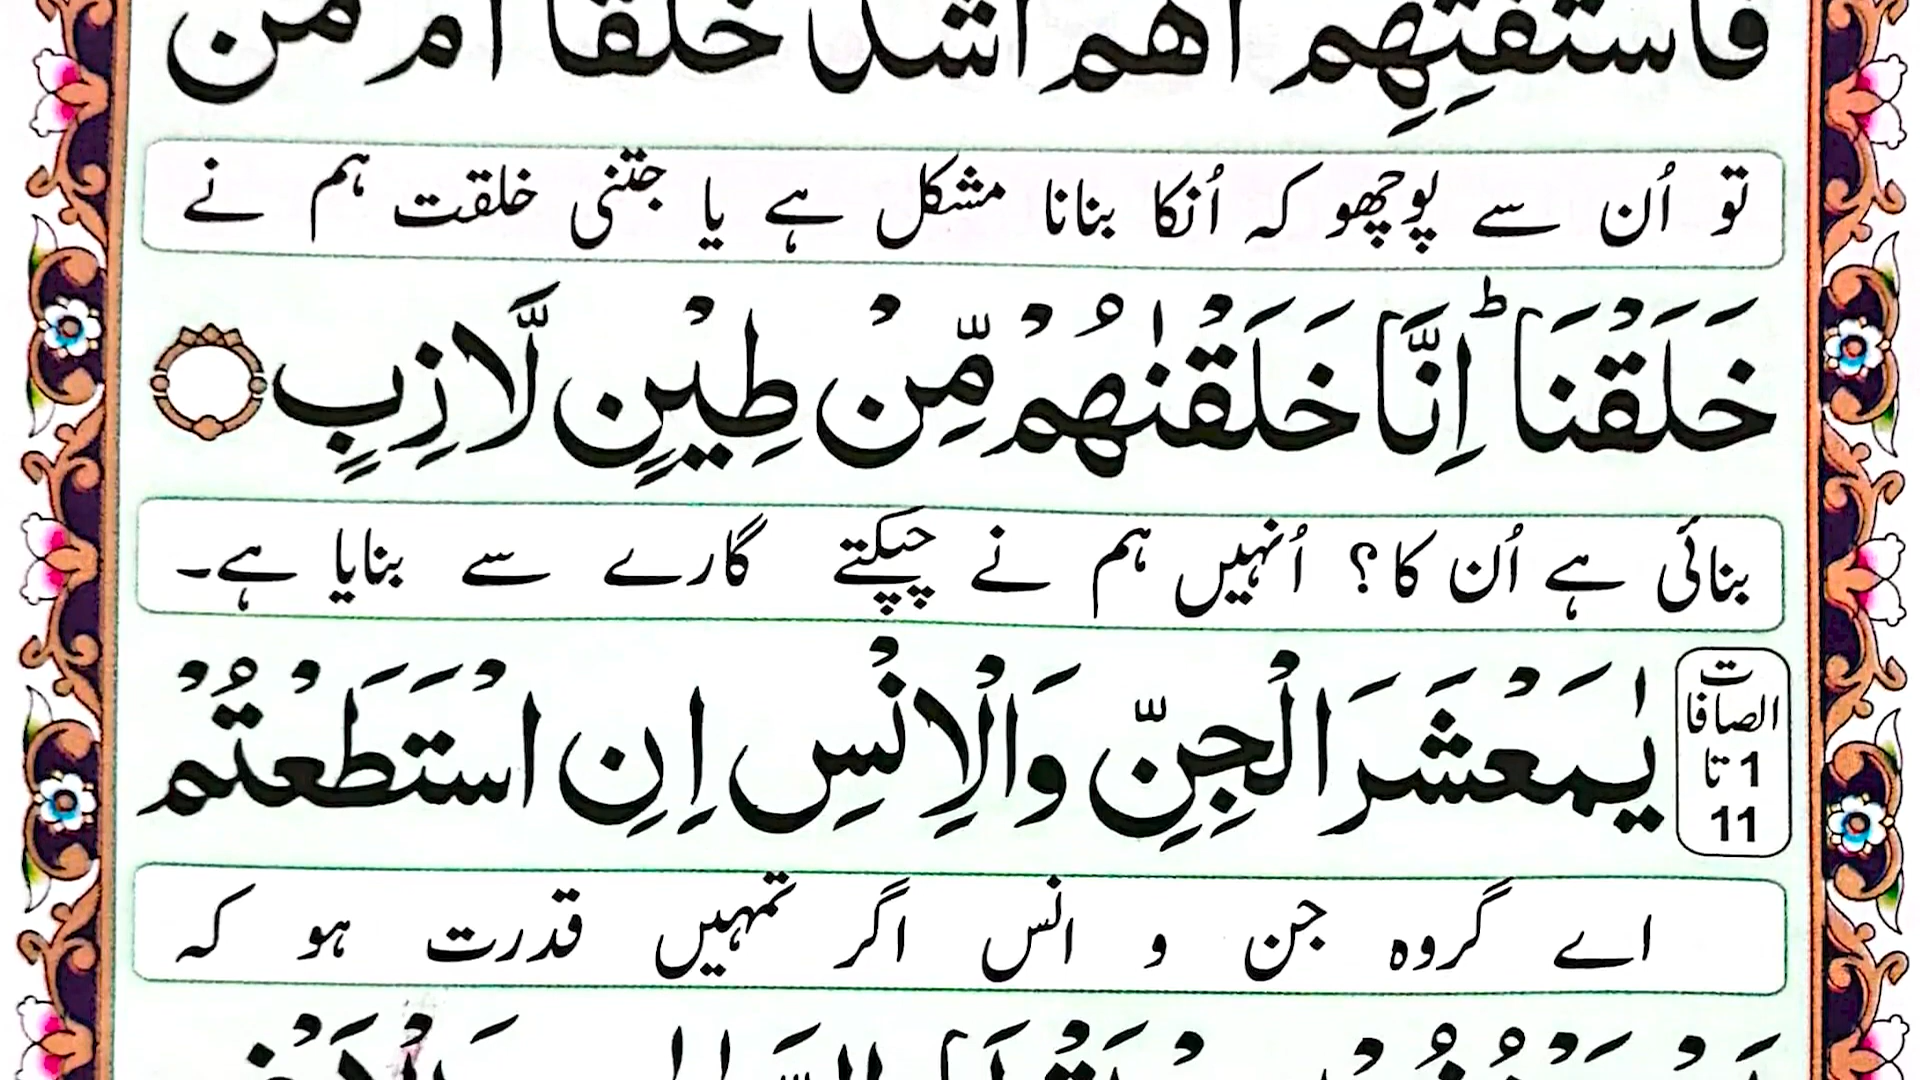 فَاسْتَفْتِهِمْ اَهُمْ اَشَدُّ خَلْقًا اَمْ مَّنْ
تو اُن سے پوچھو کہ اُنکا بنانا مشکل ہے یا جتنی خلقت ہم نے
خَلَقْنَا ؕ اِنَّا خَلَقْنٰهُمْ مِّنْ طِيْنٍ لَّازِبٍ
بنائی ہے اُن کا؟ اُنہیں ہم نے چپکتے گارے سے بنایا ہے۔
الصافات 1 تا 11
يٰمَعْشَرَ الْجِنِّ وَالْاِنْسِ اِنِ اسْتَطَعْتُمْ
اے گروہ جن و انس اگر تمہیں قدرت ہو کہ